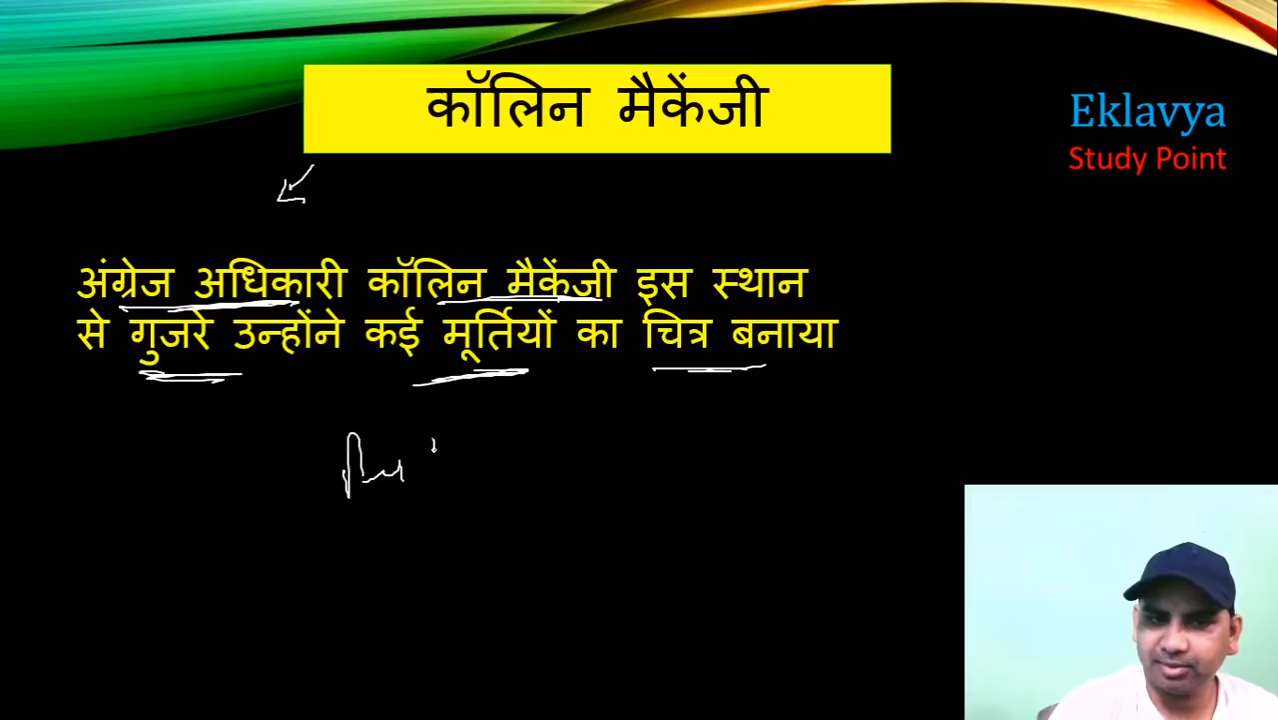 कॉलिन मैकेंजी
Eklavya
Study Point
अंग्रेज अधिकारी कॉलिन मैकेंजी इस स्थान
से गुजरे उन्होंने कई मूर्तियों का चित्र बनाया